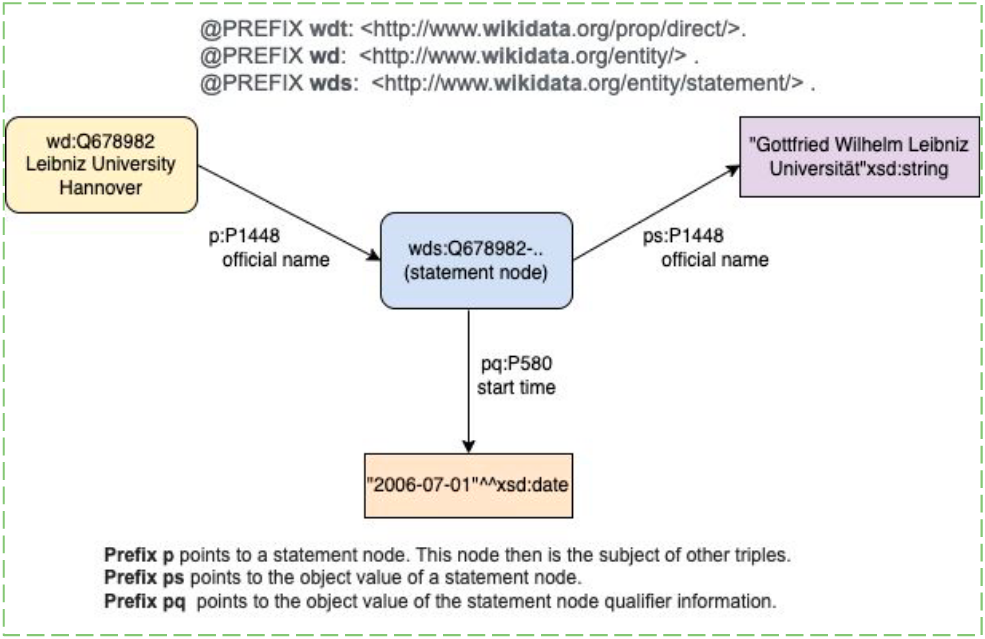 @PREFIX wdt: <http://www.wikidata.org/prop/direct/>.
@PREFIX wd: <http://www.wikidata.org/entity/> .
@PREFIX wds: <http://www.wikidata.org/entity/statement/> .
wd:Q678982
Leibniz University
Hannover
"Gottfried Wilhelm Leibniz
Universität"xsd:string
p:P1448
official name
wds:Q678982-..
(statement node)
ps:P1448
official name
pq:P580
start time
"2006-07-01"^^xsd:date
Prefix p points to a statement node. This node then is the subject of other triples.
Prefix ps points to the object value of a statement node.
Prefix pq points to the object value of the statement node qualifier information.